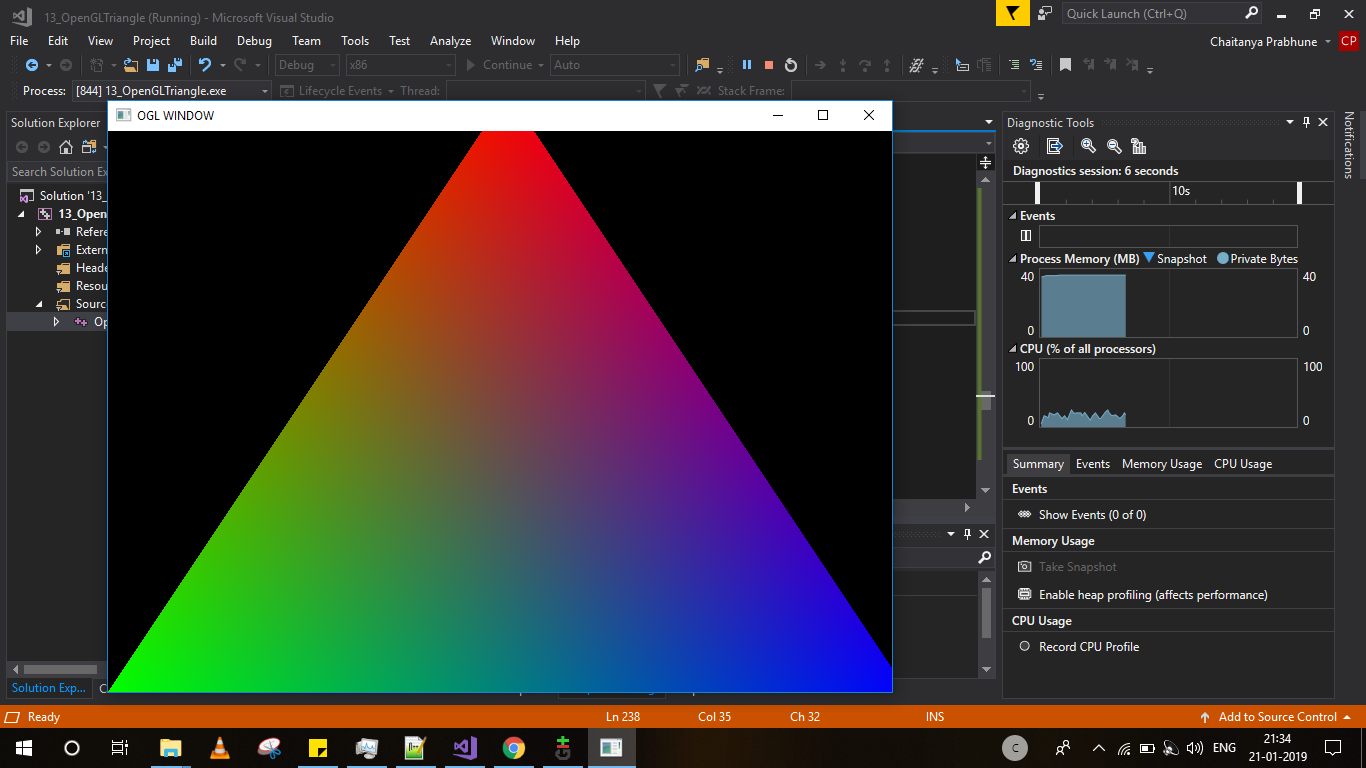 13_OpenGLTriangle (Running) - Microsoft Visual Studio
Quick Launch (Ctrl+Q)
File Edit View Project Build Debug Team Tools Test Analyze Window Help
Chaitanya Prabhune CP
Debug x86 Continue Auto
Process: [844] 13_OpenGLTriangle.exe Lifecycle Events Thread: Stack Frame:
OGL WINDOW
Solution Explorer
Search Solution Ex
Solution '13_
13_Open
Refere
Extern
Heade
Resou
Source
Op
Solution Exp...
C
Diagnostic Tools
Notifications
Diagnostics session: 6 seconds
10s
Events
Process Memory (MB) Snapshot Private Bytes
40 40
0 0
CPU (% of all processors)
100 100
0 0
Summary Events Memory Usage CPU Usage
Events
Show Events (0 of 0)
Memory Usage
Take Snapshot
Enable heap profiling (affects performance)
CPU Usage
Record CPU Profile
Ready Ln 238 Col 35 Ch 32 INS Add to Source Control
C ENG 21:34
21-01-2019